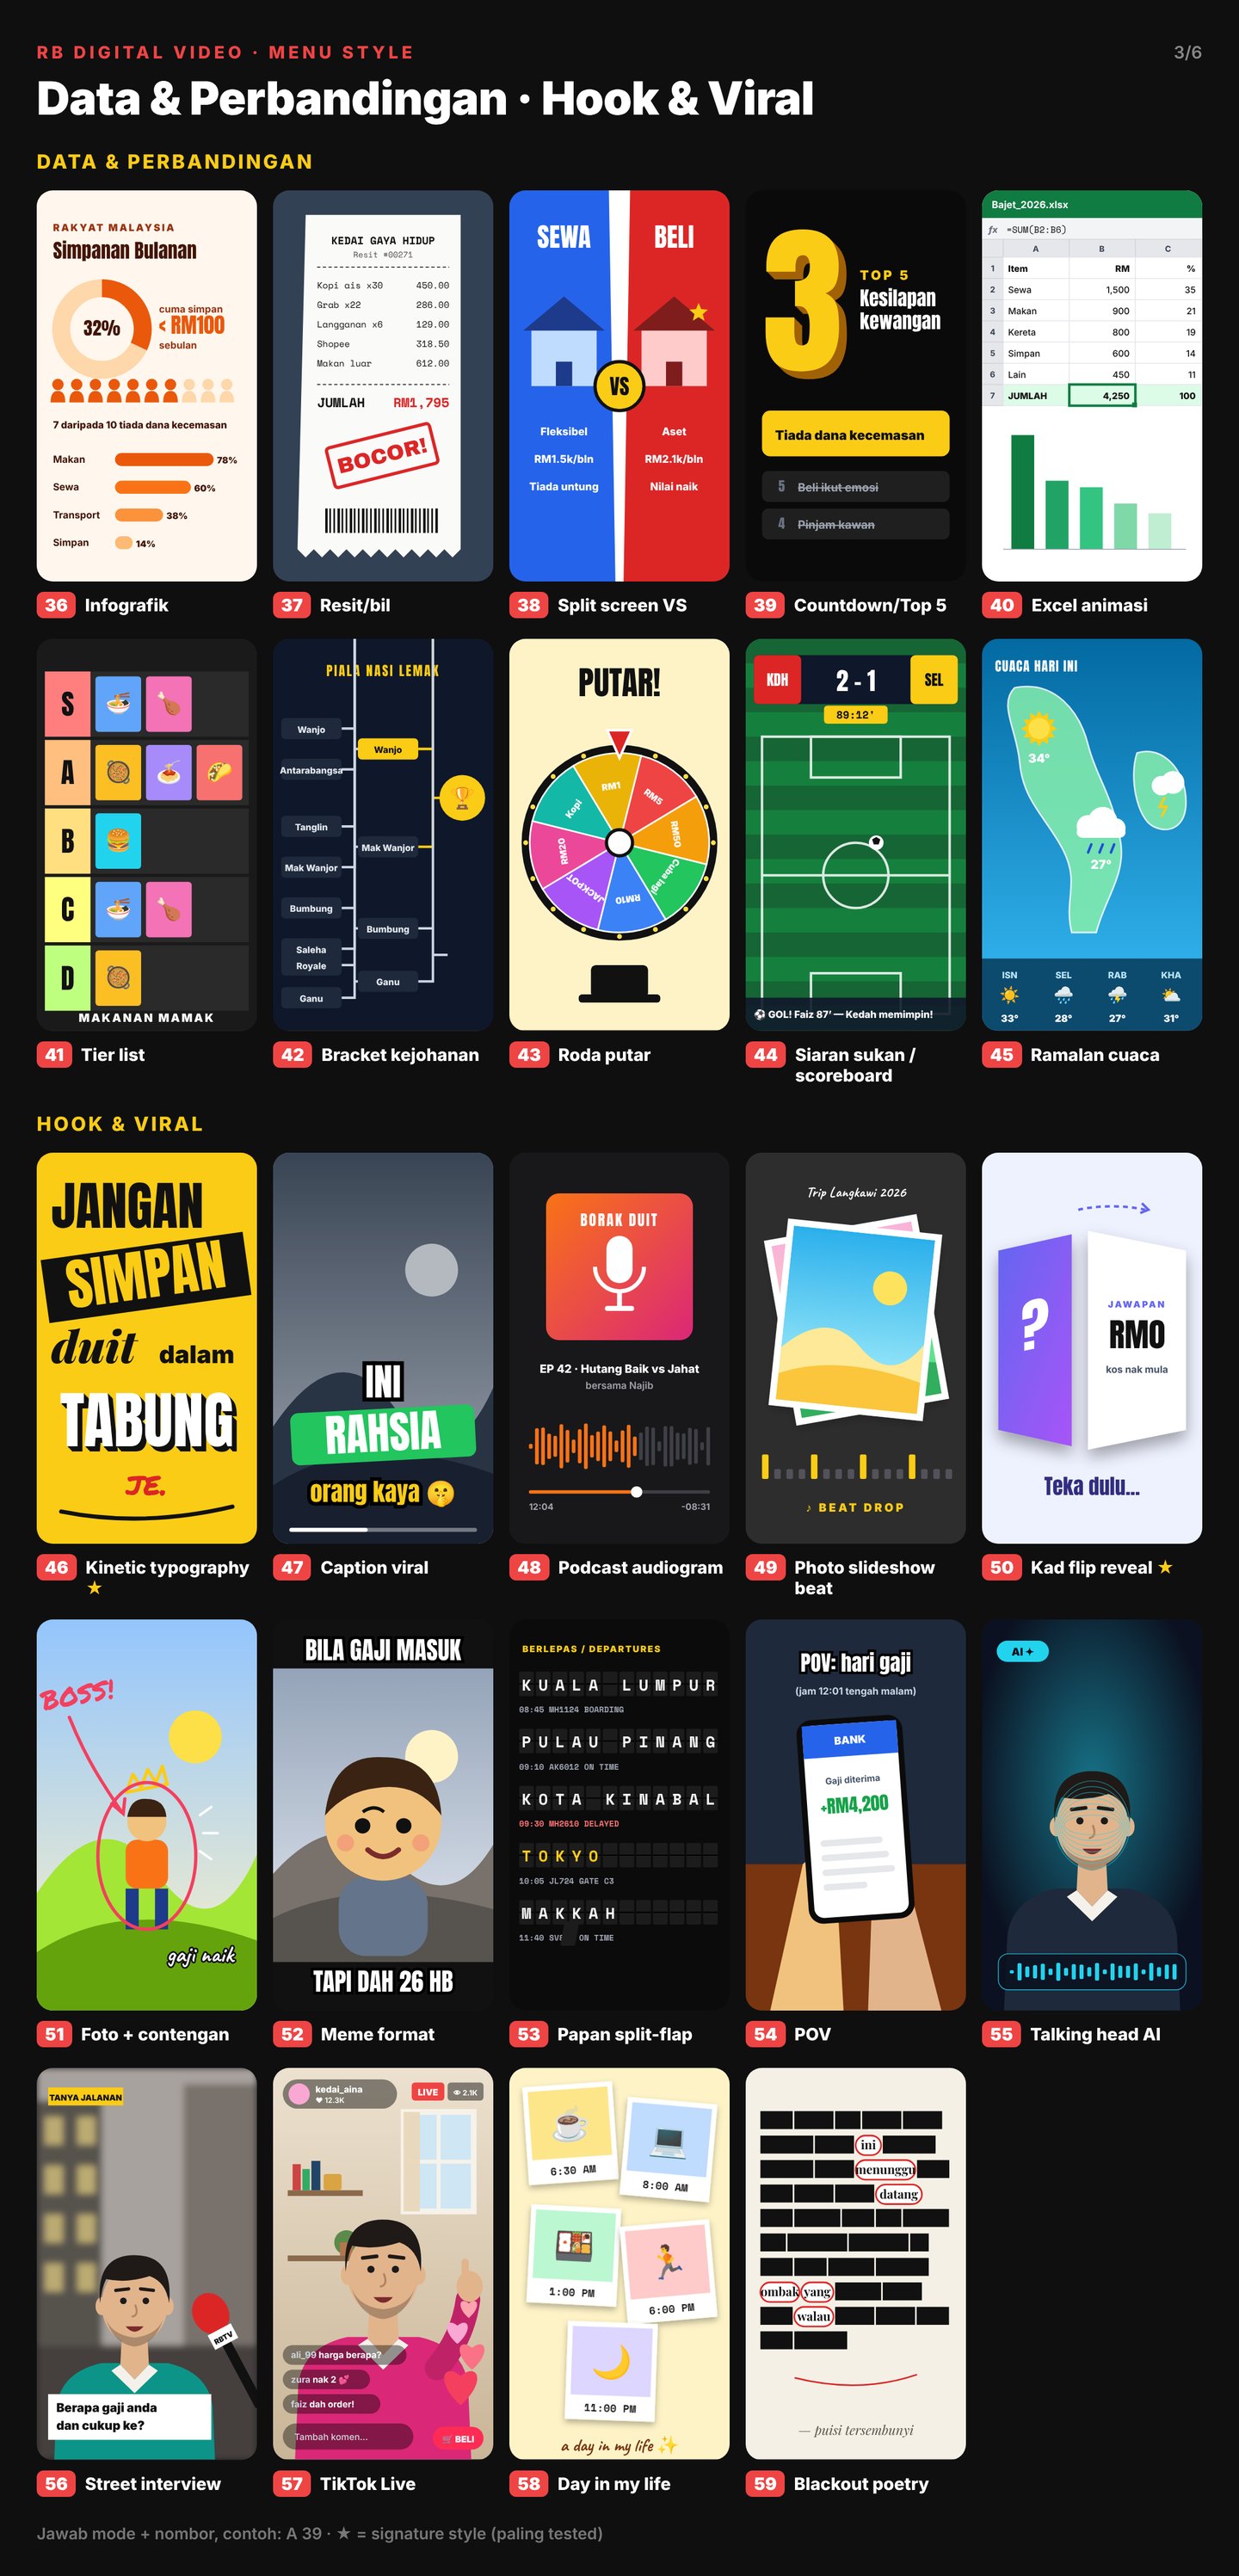 RB DIGITAL VIDEO · MENU STYLE
3/6
Data & Perbandingan · Hook & Viral
DATA & PERBANDINGAN
RAKYAT MALAYSIA
Simpanan Bulanan
32%
cuma simpan
< RM100
sebulan
7 daripada 10 tiada dana kecemasan
Makan 78%
Sewa 60%
Transport 38%
Simpan 14%
36 Infografik
KEDAI GAYA HIDUP
Resit #00271
Kopi ais x30 450.00
Grab x22 286.00
Langganan x6 129.00
Shopee 318.50
Makan luar 612.00
JUMLAH RM1,795
BOCOR!
37 Resit/bil
SEWA BELI
VS
Fleksibel Aset
RM1.5k/bln RM2.1k/bln
Tiada untung Nilai naik
38 Split screen VS
3
TOP 5
Kesilapan
kewangan
Tiada dana kecemasan
5 Beli ikut emosi
4 Pinjam kawan
39 Countdown/Top 5
Bajet_2026.xlsx
fx =SUM(B2:B6)
A B C
1 Item RM %
2 Sewa 1,500 35
3 Makan 900 21
4 Kereta 800 19
5 Simpan 600 14
6 Lain 450 11
7 JUMLAH 4,250 100
40 Excel animasi
S
A
B
C
D
MAKANAN MAMAK
41 Tier list
PIALA NASI LEMAK
Wanjo
Wanjo
Antarabangsa
Tanglin
Mak Wanjor
Mak Wanjor
Bumbung
Bumbung
Saleha
Royale
Ganu
Ganu
42 Bracket kejohanan
PUTAR!
RM1
RM5
RM50
Cuba lagi
RM10
JACKPOT
RM20
Kopi
43 Roda putar
KDH 2 - 1 SEL
89:12'
⚽ GOL! Faiz 87' — Kedah memimpin!
44 Siaran sukan /
scoreboard
CUACA HARI INI
34°
27°
ISN SEL RAB KHA
33° 28° 27° 31°
45 Ramalan cuaca
HOOK & VIRAL
JANGAN
SIMPAN
duit dalam
TABUNG
JE.
46 Kinetic typography
★
INI
RAHSIA
orang kaya 🤫
47 Caption viral
BORAK DUIT
EP 42 · Hutang Baik vs Jahat
bersama Najib
12:04 -08:31
48 Podcast audiogram
Trip Langkawi 2026
♪ BEAT DROP
49 Photo slideshow
beat
?
JAWAPAN
RM0
kos nak mula
Teka dulu...
50 Kad flip reveal ★
BOSS!
gaji naik
51 Foto + contengan
BILA GAJI MASUK
TAPI DAH 26 HB
52 Meme format
BERLEPAS / DEPARTURES
KUALA LUMPUR
08:45 MH1124 BOARDING
PULAU PINANG
09:10 AK6012 ON TIME
KOTA KINABAL
09:30 MH2610 DELAYED
TOKYO
10:05 JL724 GATE C3
MAKKAH
11:40 ON TIME
53 Papan split-flap
POV: hari gaji
(jam 12:01 tengah malam)
BANK
Gaji diterima
+RM4,200
54 POV
AI ✦
55 Talking head AI
TANYA JALANAN
RBTV
Berapa gaji anda
dan cukup ke?
56 Street interview
kedai_aina
♥ 12.3K
LIVE
2.1K
ali_99 harga berapa?
zura nak 2 💕
faiz dah order!
Tambah komen...
🛒 BELI
57 TikTok Live
6:30 AM
8:00 AM
1:00 PM
6:00 PM
11:00 PM
a day in my life ✨
58 Day in my life
ini
menunggu
datang
ombak yang
walau
— puisi tersembunyi
59 Blackout poetry
Jawab mode + nombor, contoh: A 39 · ★ = signature style (paling tested)